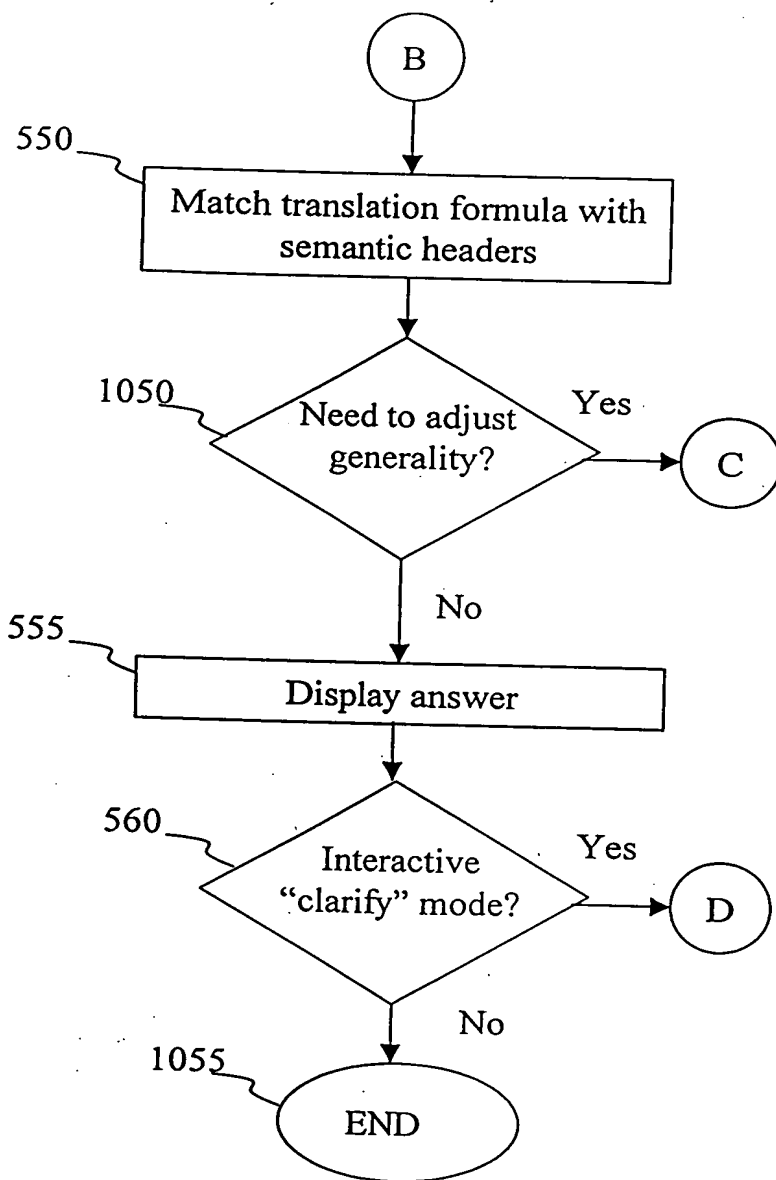 B
550
Match translation formula with
semantic headers
1050
Need to adjust
generality?
Yes
C
No
555
Display answer
560
Interactive
“clarify” mode?
Yes
D
No
1055
END